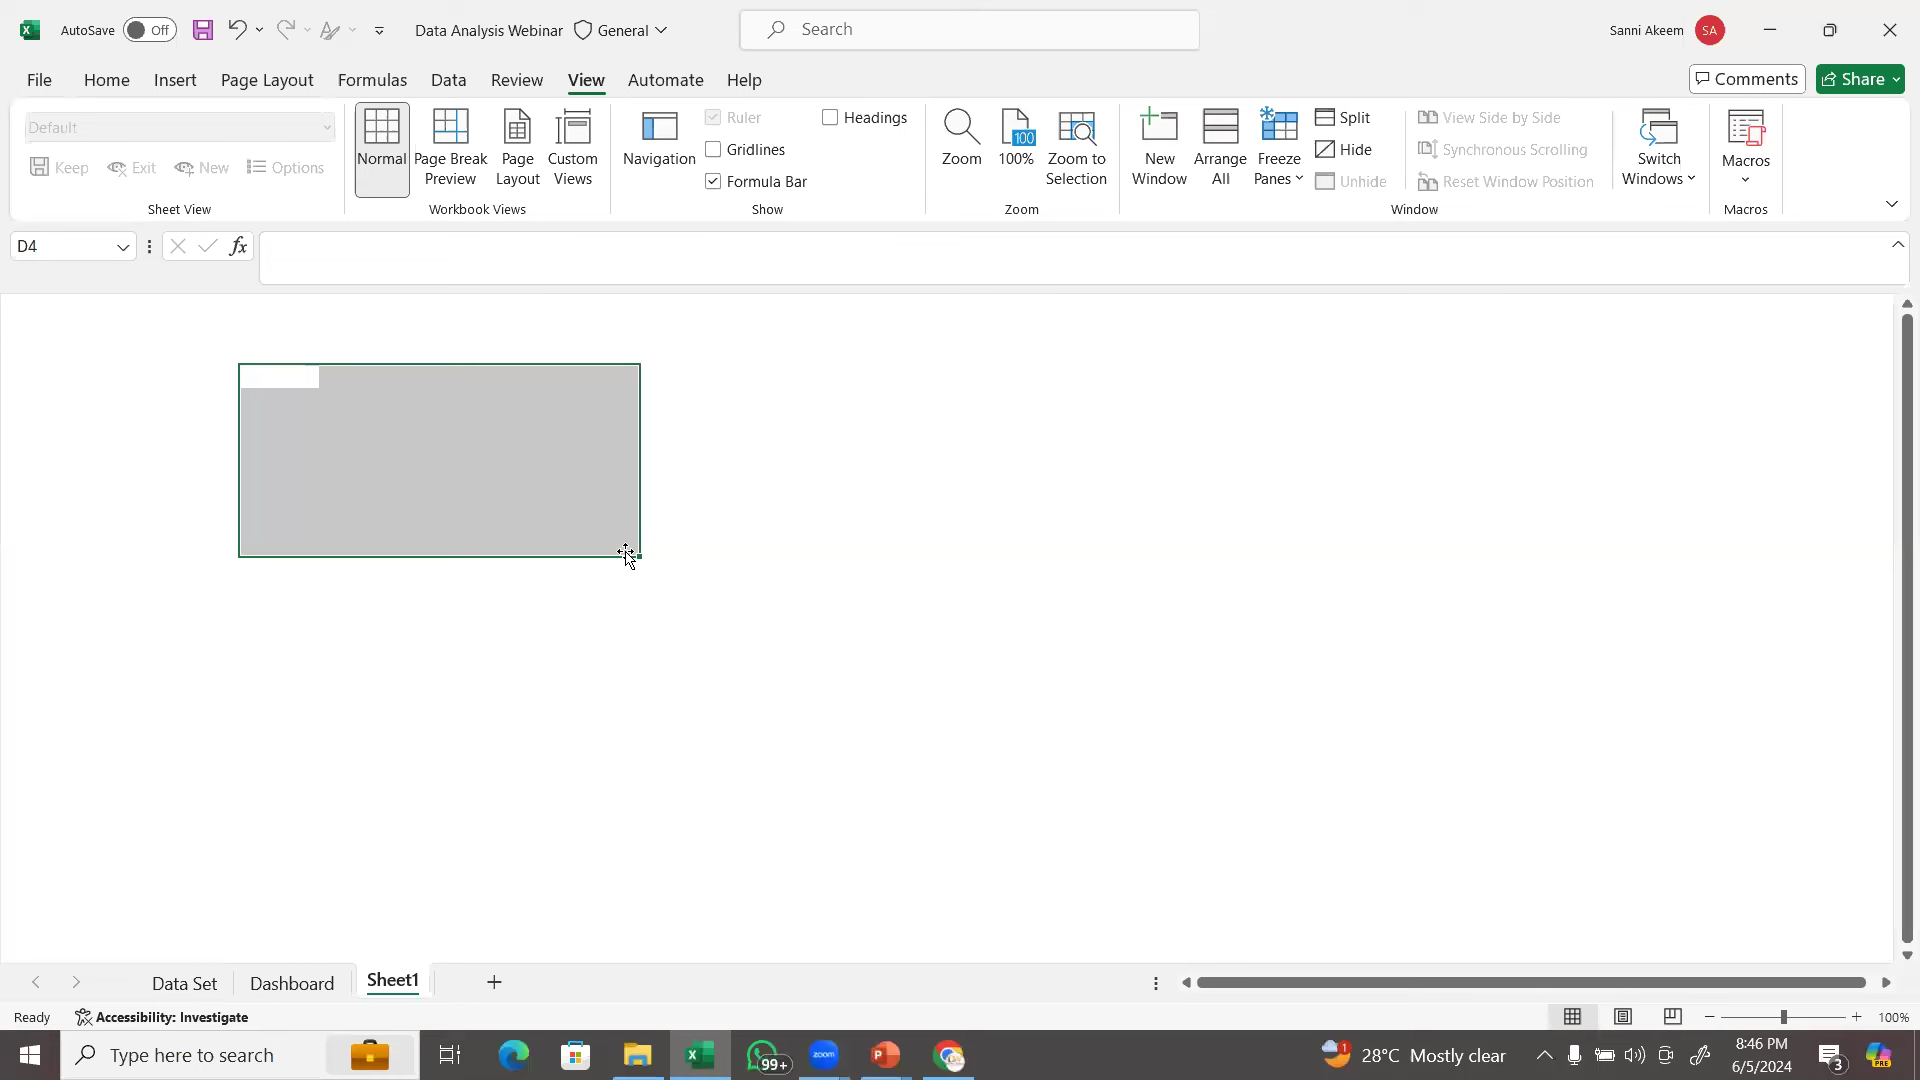 AutoSave Off Data Analysis Webinar General Search Sanni Akeem SA
File Home Insert Page Layout Formulas Data Review View Automate Help Comments Share
Default
Keep Exit New Options
Sheet View
Normal
Page Break Preview
Page Layout
Custom Views
Workbook Views
Navigation
Ruler
Gridlines
Formula Bar
Headings
Show
Zoom
100
100%
Zoom to Selection
Zoom
New Window
Arrange All
Freeze Panes
Split
Hide
Unhide
View Side by Side
Synchronous Scrolling
Reset Window Position
Switch Windows
Window
Macros
Macros
D4 fx
Data Set Dashboard Sheet1
Ready Accessibility: Investigate 100%
Type here to search 99+ zoom 1 28°C Mostly clear 8:46 PM 3 PRE
6/5/2024